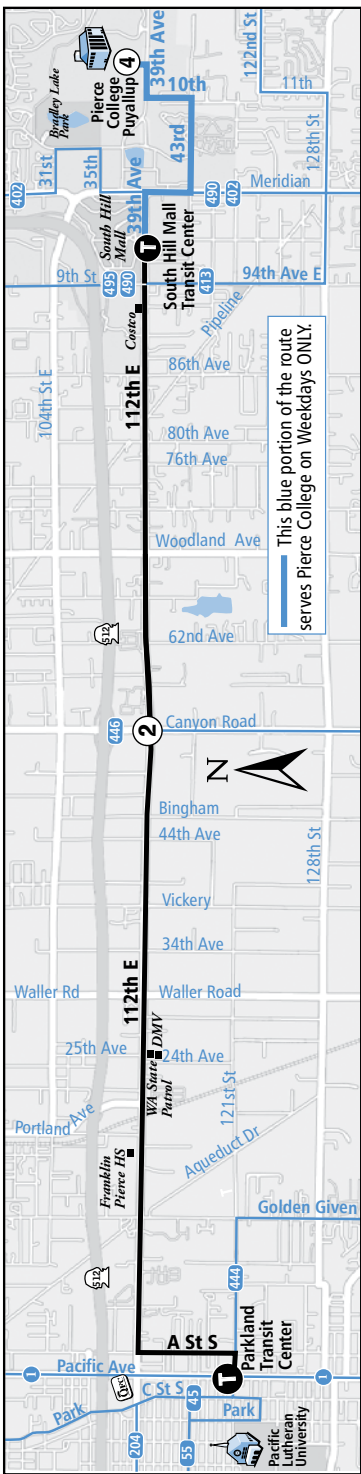 402
31st
35th
Bradley Lake
Park
Pierce
College
Puyallup
4
39th Ave
10th
43rd
122nd St
11th
128th St
Meridian
490
402
South Hill
Mall
39th Ave
T
South Hill Mall
Transit Center
9th St
495
490
413
94th Ave E
Costco
112th E
Pipeline
104th St E
86th Ave
80th Ave
76th Ave
This blue portion of the route
serves Pierce College on Weekdays ONLY.
Woodland Ave
512
62nd Ave
446
2
Canyon Road
N
Bingham
44th Ave
128th St
Vickery
34th Ave
Waller Rd
112th E
Waller Road
25th Ave
WA State
Patrol
DMV
24th Ave
121st St
Portland
Ave
Franklin
Pierce HS
Aqueduct Dr
Golden Given
512
444
A St S
Parkland
Transit
Center
T
1
Pacific Ave
1
C St S
45
Park
Park
204
55
Pacific
Lutheran
University